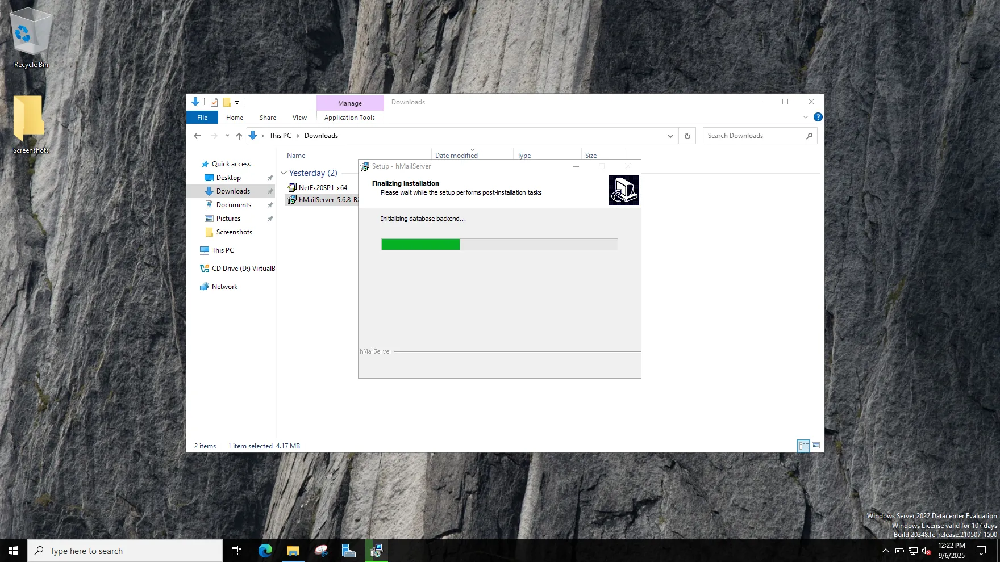 Recycle Bin
Screenshots
Manage
Downloads
File
Home
Share
View
Application Tools
This PC
Downloads
Search Downloads
Name
Date modified
Type
Size
Quick access
Desktop
Downloads
Documents
Pictures
Screenshots
This PC
CD Drive (D:) VirtualB
Network
Yesterday (2)
NetFx20SP1_x64
hMailServer-5.6.8-B
Setup - hMailServer
Finalizing installation
Please wait while the setup performs post-installation tasks
Initializing database backend...
hMailServer
2 items
1 item selected 4.17 MB
Windows Server 2022 Datacenter Evaluation
Windows License valid for 107 days
Build 20348.fe_release.210507-1500
Type here to search
12:22 PM
9/6/2025